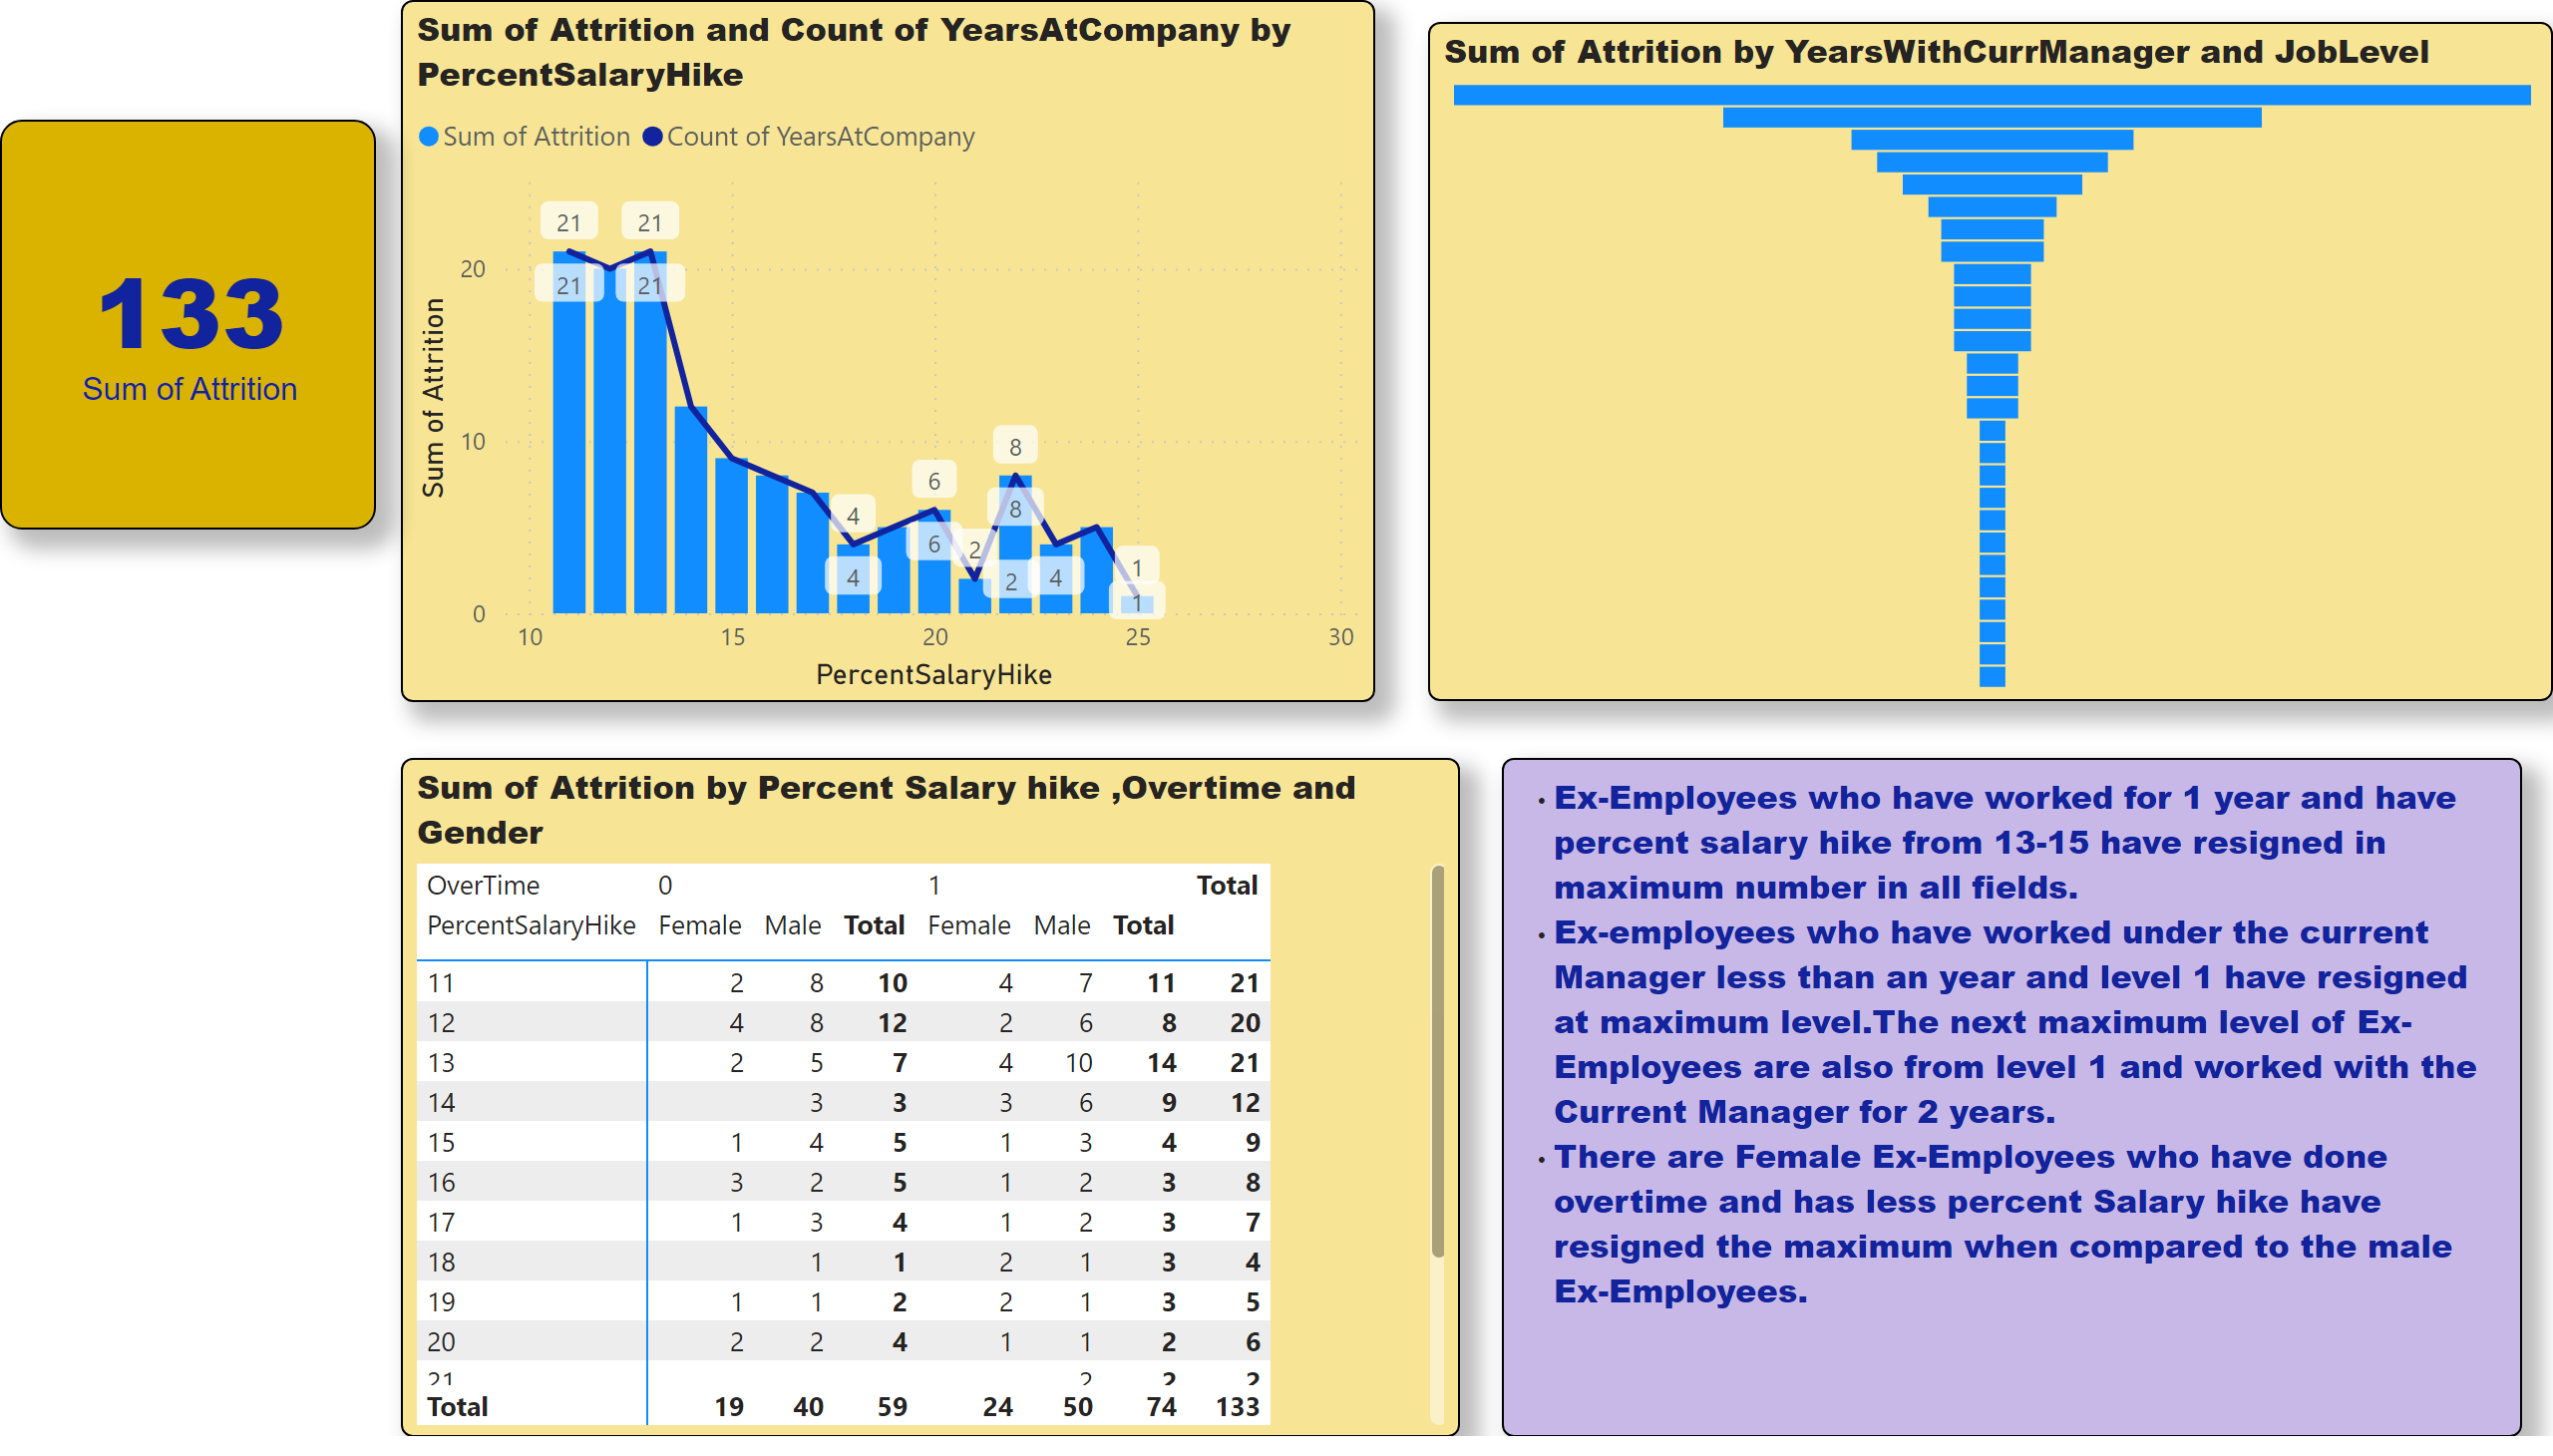 133
Sum of Attrition
Sum of Attrition and Count of YearsAtCompany by
PercentSalaryHike
Sum of Attrition Count of YearsAtCompany
21 21
21 21
4 6 2 8 1
4 6 2 8 4 1
Sum of Attrition
20
10
0
10 15 20 25 30
PercentSalaryHike
Sum of Attrition by YearsWithCurrManager and JobLevel
Sum of Attrition by Percent Salary hike ,Overtime and
Gender
OverTime 0 1 Total
PercentSalaryHike Female Male Total Female Male Total
11 2 8 10 4 7 11 21
12 4 8 12 2 6 8 20
13 2 5 7 4 10 14 21
14 3 3 3 6 9 12
15 1 4 5 1 3 4 9
16 3 2 5 1 2 3 8
17 1 3 4 1 2 3 7
18 1 1 2 1 3 4
19 1 1 2 2 1 3 5
20 2 2 4 1 1 2 6
21 2 2 2
Total 19 40 59 24 50 74 133
• Ex-Employees who have worked for 1 year and have
percent salary hike from 13-15 have resigned in
maximum number in all fields.
• Ex-employees who have worked under the current
Manager less than an year and level 1 have resigned
at maximum level.The next maximum level of Ex-
Employees are also from level 1 and worked with the
Current Manager for 2 years.
• There are Female Ex-Employees who have done
overtime and has less percent Salary hike have
resigned the maximum when compared to the male
Ex-Employees.